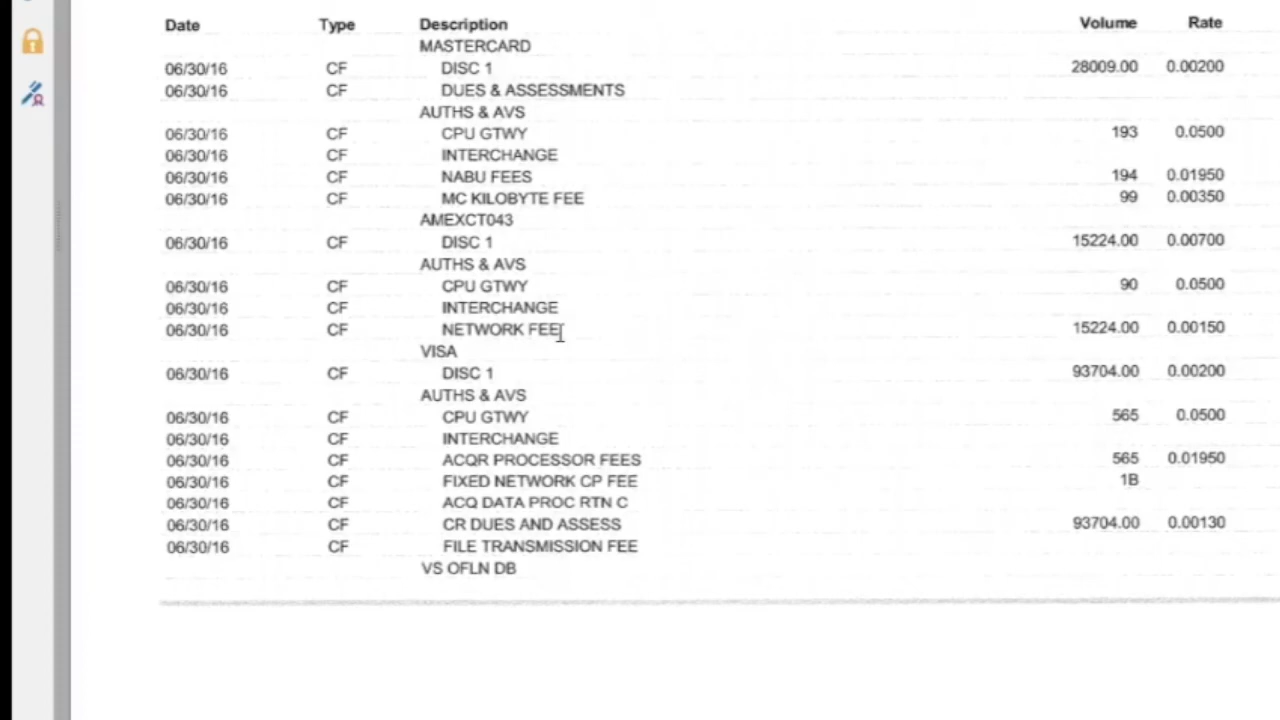 Date Type Description Volume Rate
MASTERCARD
06/30/16 CF DISC 1 28009.00 0.00200
06/30/16 CF DUES & ASSESSMENTS
AUTHS & AVS
06/30/16 CF CPU GTWY 193 0.0500
06/30/16 CF INTERCHANGE
06/30/16 CF NABU FEES 194 0.01950
06/30/16 CF MC KILOBYTE FEE 99 0.00350
AMEXCT043
06/30/16 CF DISC 1 15224.00 0.00700
AUTHS & AVS
06/30/16 CF CPU GTWY 90 0.0500
06/30/16 CF INTERCHANGE
06/30/16 CF NETWORK FEE 15224.00 0.00150
VISA
06/30/16 CF DISC 1 93704.00 0.00200
AUTHS & AVS
06/30/16 CF CPU GTWY 565 0.0500
06/30/16 CF INTERCHANGE
06/30/16 CF ACQR PROCESSOR FEES 565 0.01950
06/30/16 CF FIXED NETWORK CP FEE 1B
06/30/16 CF ACQ DATA PROC RTN C
06/30/16 CF CR DUES AND ASSESS 93704.00 0.00130
06/30/16 CF FILE TRANSMISSION FEE
VS OFLN DB